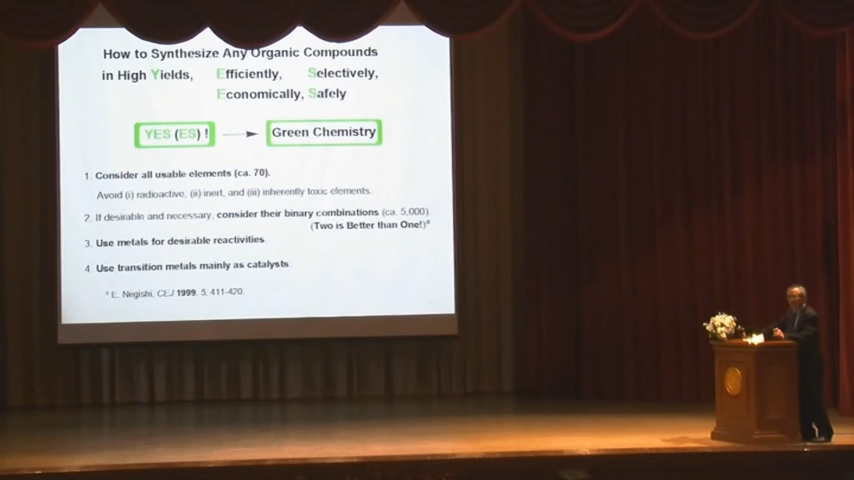 How to Synthesize Any Organic Compounds
in High Yields, Efficiently, Selectively,
Economically, Safely
YES (ES) ! → Green Chemistry
1. Consider all usable elements (ca. 70).
Avoid (i) radioactive, (ii) inert, and (iii) inherently toxic elements.
2. If desirable and necessary, consider their binary combinations (ca. 5,000)
(Two is Better than One!)ᵃ
3. Use metals for desirable reactivities.
4. Use transition metals mainly as catalysts.
ᵃ E. Negishi, CEJ 1999, 5, 411-420.